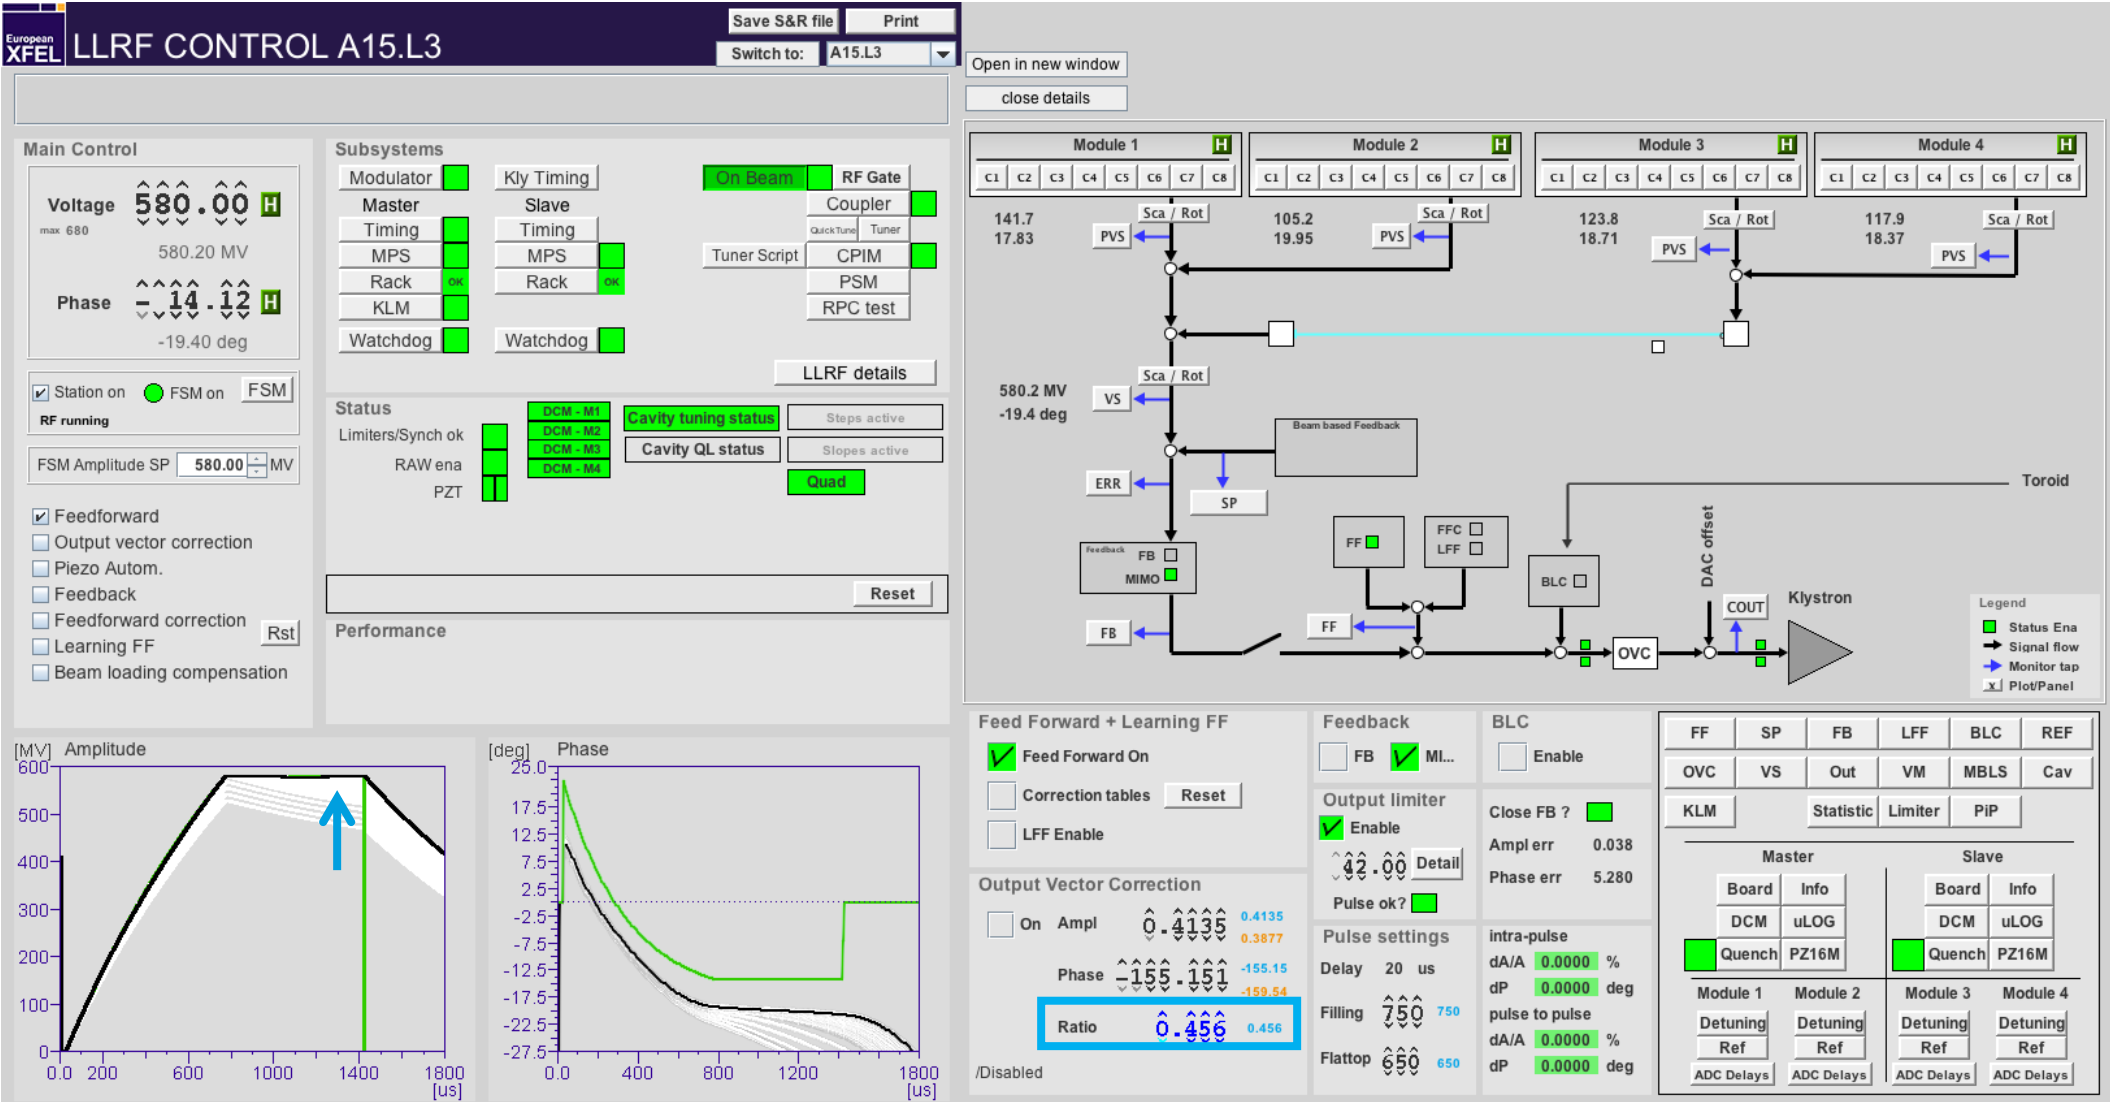 European
XFEL
LLRF CONTROL A15.L3
Save S&R file
Print
Switch to:
A15.L3
Open in new window
close details
Main Control
Voltage
580.00
H
max 680
580.20 MV
Phase
-14.12
H
-19.40 deg
Station on
FSM on
FSM
RF running
FSM Amplitude SP
580.00
MV
Feedforward
Output vector correction
Piezo Autom.
Feedback
Feedforward correction
Rst
Learning FF
Beam loading compensation
Subsystems
Modulator
Kly Timing
On Beam
RF Gate
Master
Slave
Coupler
Timing
Timing
QuickTune
Tuner
MPS
MPS
Tuner Script
CPIM
Rack
OK
Rack
OK
PSM
KLM
RPC test
Watchdog
Watchdog
LLRF details
Status
DCM - M1
DCM - M2
DCM - M3
DCM - M4
Cavity tuning status
Steps active
Limiters/Synch ok
Cavity QL status
Slopes active
RAW ena
Quad
PZT
Reset
Performance
Module 1
H
C1 C2 C3 C4 C5 C6 C7 C8
Module 2
H
C1 C2 C3 C4 C5 C6 C7 C8
Module 3
H
C1 C2 C3 C4 C5 C6 C7 C8
Module 4
H
C1 C2 C3 C4 C5 C6 C7 C8
141.7
17.83
PVS
Sca / Rot
105.2
19.95
PVS
Sca / Rot
123.8
18.71
PVS
Sca / Rot
117.9
18.37
PVS
Sca / Rot
Sca / Rot
580.2 MV
-19.4 deg
VS
Beam based Feedback
ERR
SP
Toroid
Feedback
FB
MIMO
FF
FFC
LFF
BLC
DAC offset
COUT
Klystron
FB
FF
OVC
Legend
Status Ena
Signal flow
Monitor tap
x Plot/Panel
[MV]
Amplitude
600
500
400
300
200
100
0
0.0 200 600 1000 1400 1800
[us]
[deg]
Phase
25.0
17.5
12.5
7.5
2.5
-2.5
-7.5
-12.5
-17.5
-22.5
-27.5
0.0 400 800 1200 1800
[us]
Feed Forward + Learning FF
Feed Forward On
Correction tables
Reset
LFF Enable
Output Vector Correction
On
Ampl
0.4135
0.4135
0.3877
Phase
-155.151
-155.15
-159.54
Ratio
0.456
0.456
/Disabled
Feedback
FB
MI...
Output limiter
Enable
42.00
Detail
Pulse ok?
Pulse settings
Delay 20 us
Filling 750 750
Flattop 650 650
BLC
Enable
Close FB ?
Ampl err 0.038
Phase err 5.280
intra-pulse
dA/A 0.0000 %
dP 0.0000 deg
pulse to pulse
dA/A 0.0000 %
dP 0.0000 deg
FF SP FB LFF BLC REF
OVC VS Out VM MBLS Cav
KLM Statistic Limiter PiP
Master
Slave
Board Info
Board Info
DCM uLOG
DCM uLOG
Quench PZ16M
Quench PZ16M
Module 1 Module 2 Module 3 Module 4
Detuning Detuning Detuning Detuning
Ref Ref Ref Ref
ADC Delays ADC Delays ADC Delays ADC Delays